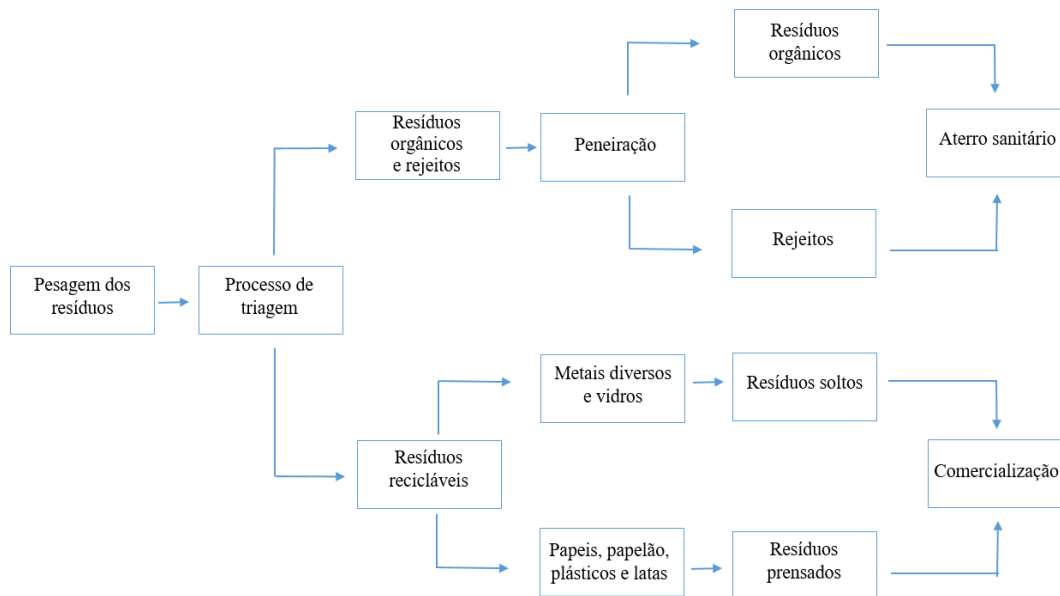 Pesagem dos
resíduos
Processo de
triagem
Resíduos
orgânicos
e rejeitos
Peneiração
Resíduos
orgânicos
Rejeitos
Aterro sanitário
Resíduos
recicláveis
Metais diversos
e vidros
Resíduos soltos
Papeis, papelão,
plásticos e latas
Resíduos
prensados
Comercialização